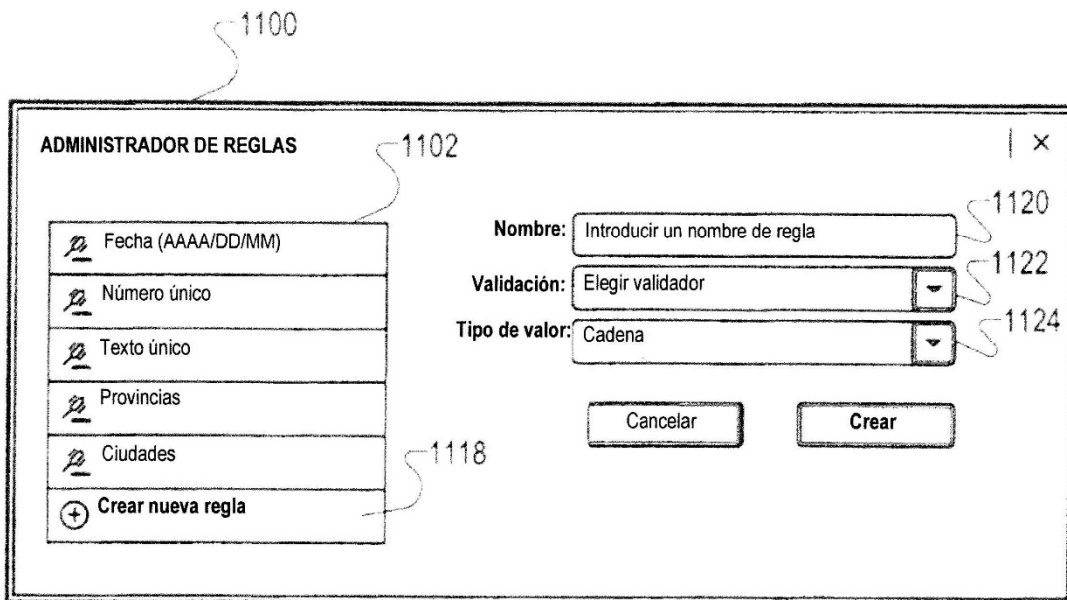 1100
ADMINISTRADOR DE REGLAS
1102
| ×
Fecha (AAAA/DD/MM)
Número único
Texto único
Provincias
Ciudades
Crear nueva regla
1118
Nombre: Introducir un nombre de regla
1120
Validación: Elegir validador
1122
Tipo de valor: Cadena
1124
Cancelar
Crear